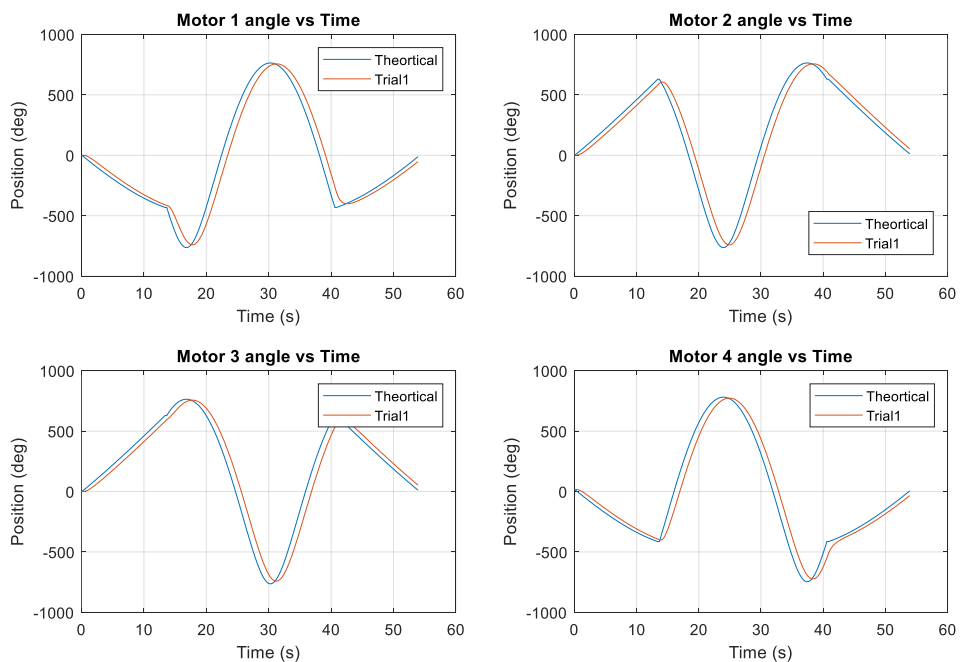 Motor 1 angle vs Time
1000
500
0
-500
-1000
Position (deg)
0 10 20 30 40 50 60
Time (s)
Theortical
Trial1
Motor 2 angle vs Time
1000
500
0
-500
-1000
Position (deg)
0 10 20 30 40 50 60
Time (s)
Theortical
Trial1
Motor 3 angle vs Time
1000
500
0
-500
-1000
Position (deg)
0 10 20 30 40 50 60
Time (s)
Theortical
Trial1
Motor 4 angle vs Time
1000
500
0
-500
-1000
Position (deg)
0 10 20 30 40 50 60
Time (s)
Theortical
Trial1